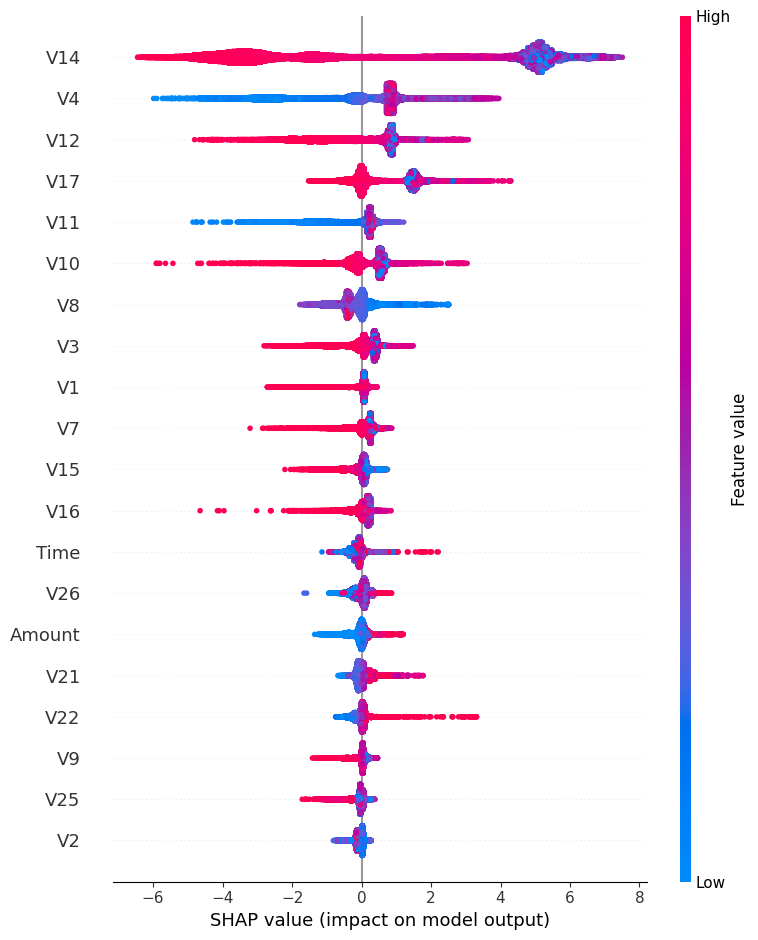 High
V14
V4
V12
V17
V11
V10
V8
V3
V1
V7
V15
V16
Time
V26
Amount
V21
V22
V9
V25
V2
Feature value
Low
−6 −4 −2 0 2 4 6 8
SHAP value (impact on model output)